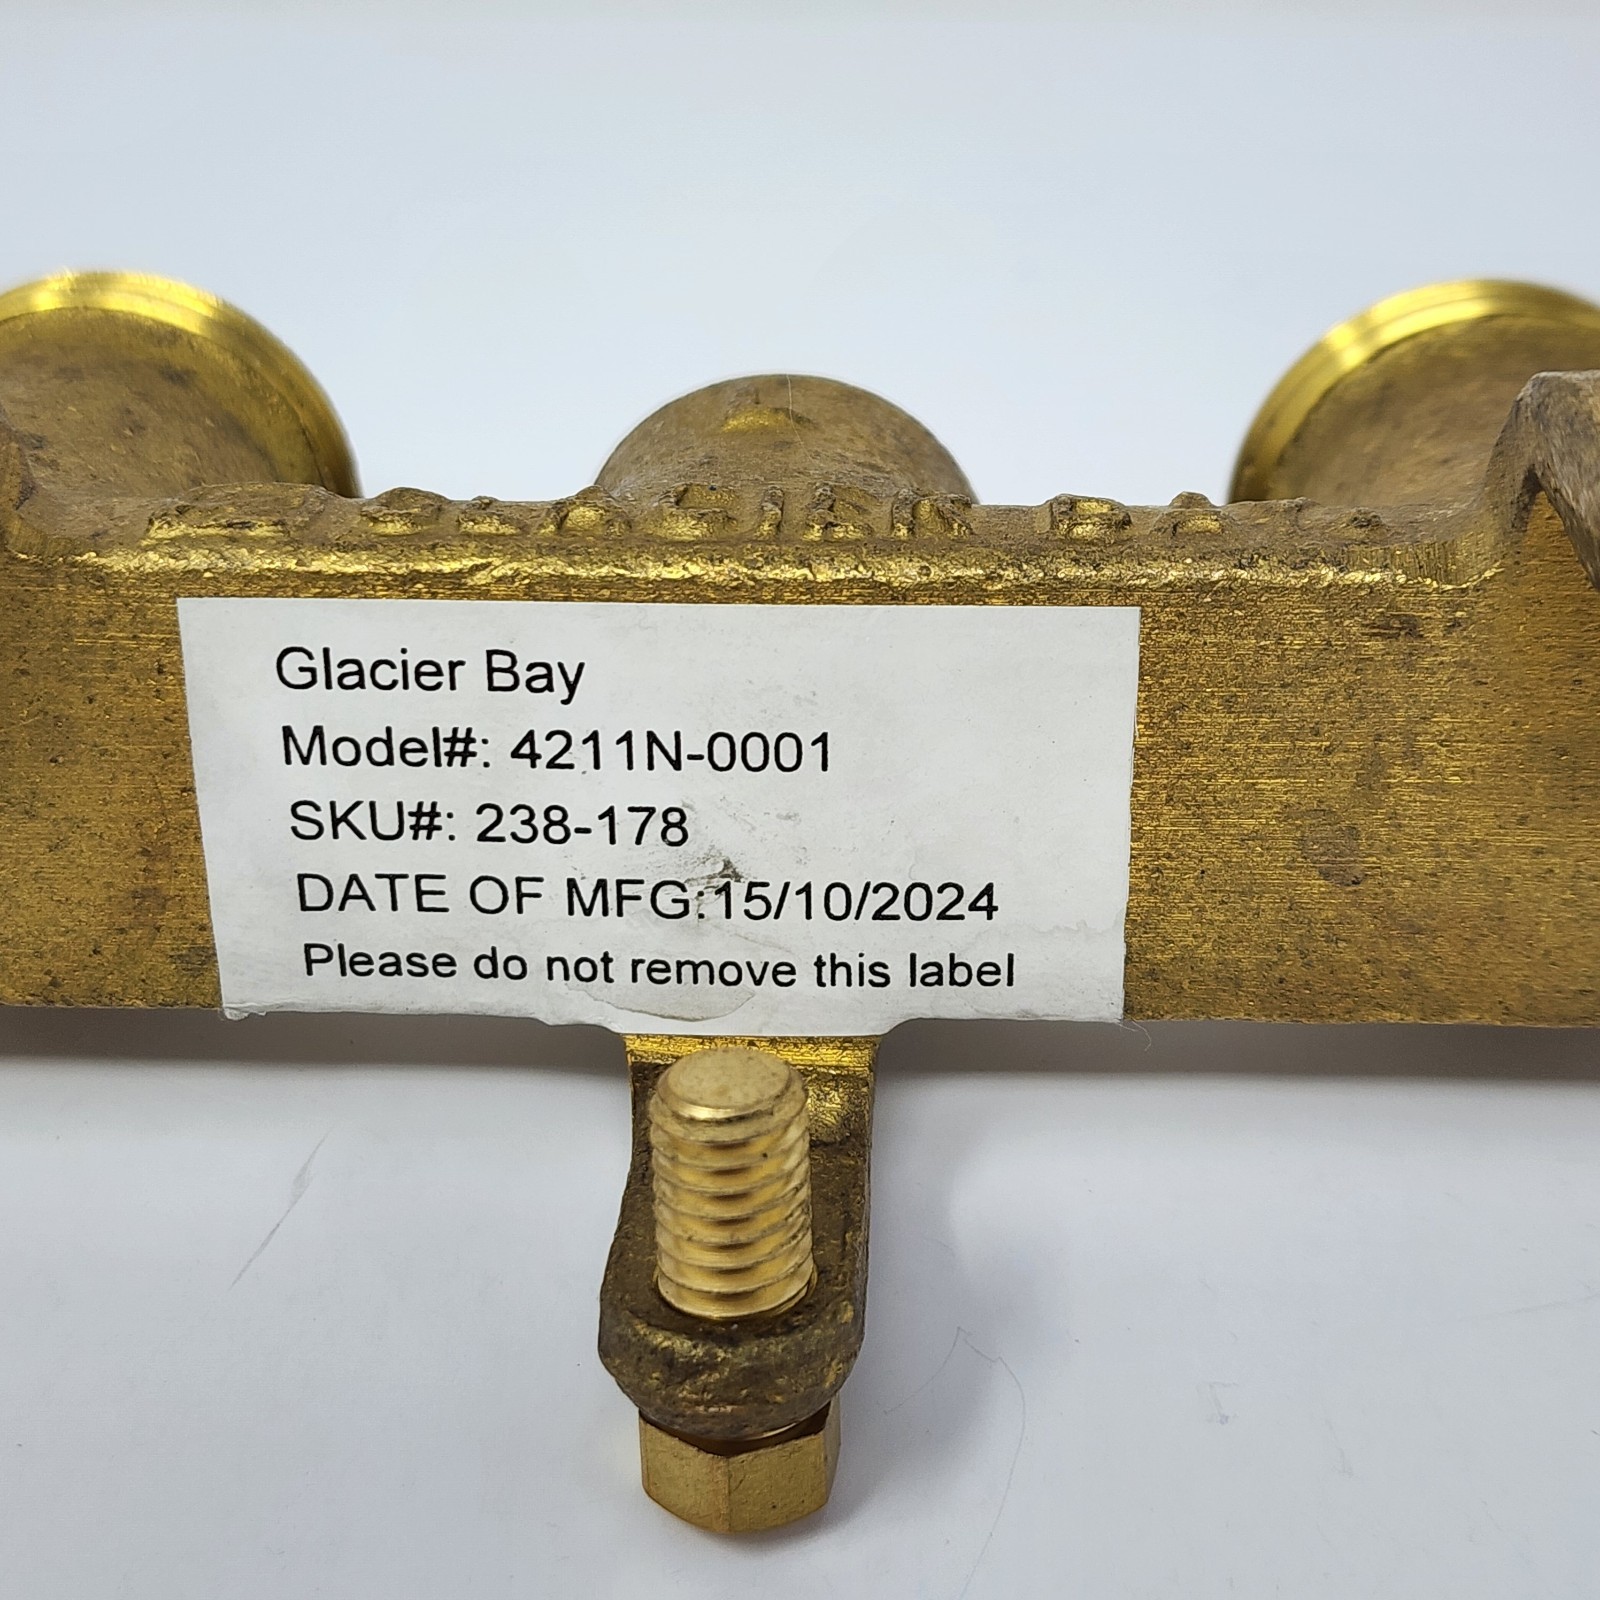 Glacier Bay
Model#: 4211N-0001
SKU#: 238-178
DATE OF MFG:15/10/2024
Please do not remove this label